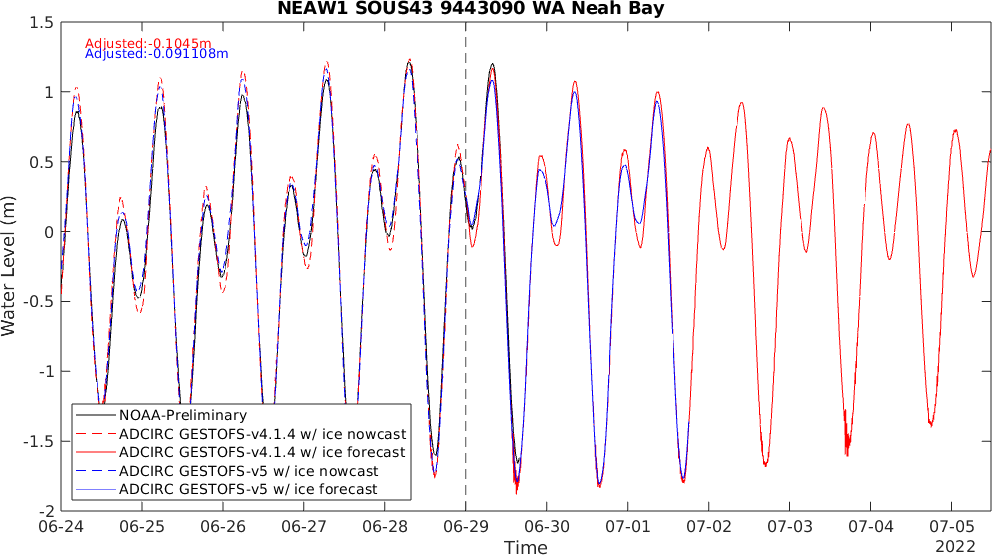 NEAW1 SOUS43 9443090 WA Neah Bay
Adjusted:-0.1045m
Adjusted:-0.091108m
Water Level (m)
1.5
1
0.5
0
-0.5
-1
-1.5
-2
NOAA-Preliminary
ADCIRC GESTOFS-v4.1.4 w/ ice nowcast
ADCIRC GESTOFS-v4.1.4 w/ ice forecast
ADCIRC GESTOFS-v5 w/ ice nowcast
ADCIRC GESTOFS-v5 w/ ice forecast
06-24 06-25 06-26 06-27 06-28 06-29 06-30 07-01 07-02 07-03 07-04 07-05
Time
2022